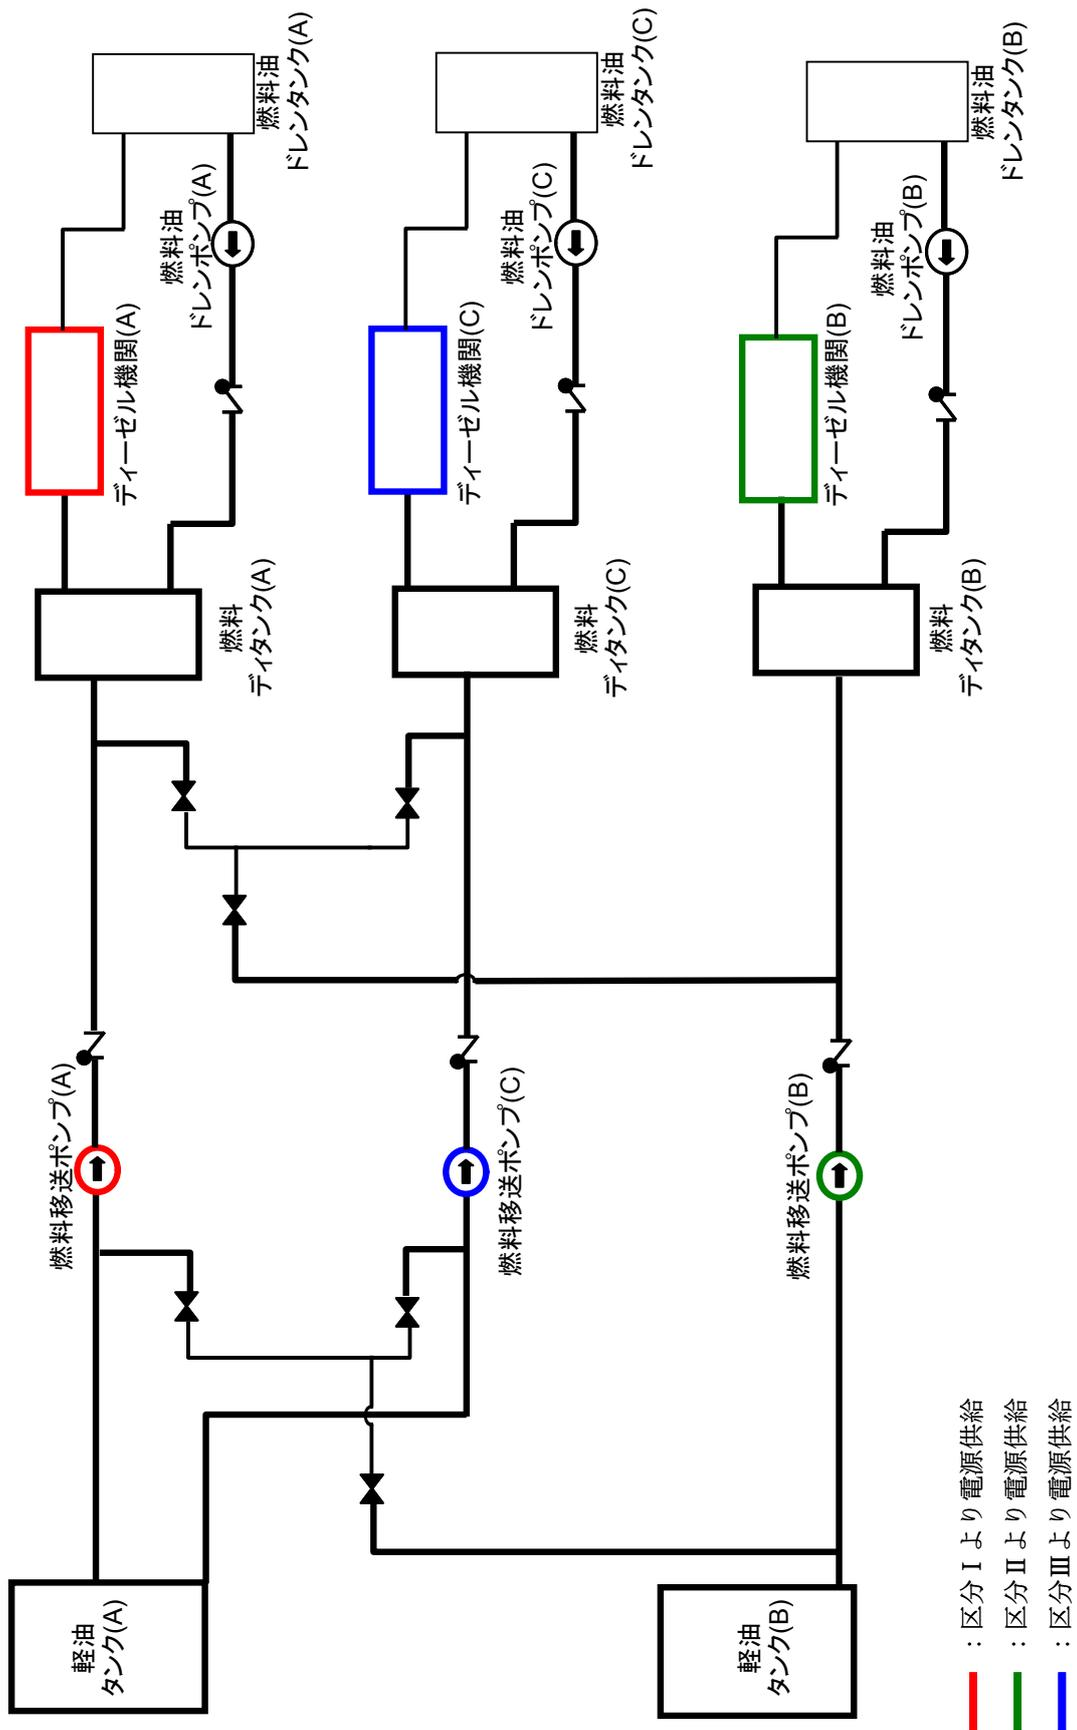 軽油
タンク(A)
燃料移送ポンプ(A)
燃料
ディタンク(A)
ディーゼル機関(A)
燃料油
ドレンポンプ(A)
燃料油
ドレンタンク(A)
燃料移送ポンプ(C)
燃料
ディタンク(C)
ディーゼル機関(C)
燃料油
ドレンポンプ(C)
燃料油
ドレンタンク(C)
軽油
タンク(B)
燃料移送ポンプ(B)
燃料
ディタンク(B)
ディーゼル機関(B)
燃料油
ドレンポンプ(B)
燃料油
ドレンタンク(B)
：区分Ⅰより電源供給
：区分Ⅱより電源供給
：区分Ⅲより電源供給